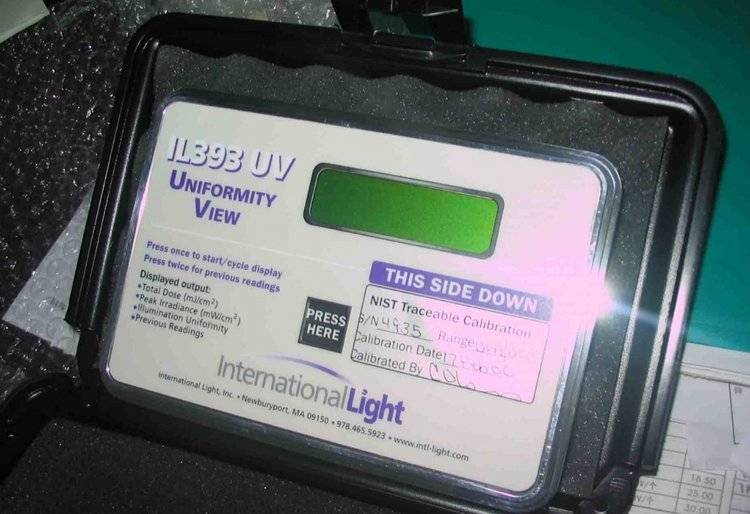 IL393 UV
UNIFORMITY
VIEW
Press once to start/cycle display
Press twice for previous readings
Displayed output:
•Total Dose (mJ/cm²)
•Peak Irradiance (mW/cm²)
•Illumination Uniformity
•Previous Readings
PRESS
HERE
THIS SIDE DOWN
NIST Traceable Calibration
S/N 4935 Range
Calibration Date
Calibrated By
InternationalLight
International Light, Inc. • Newburyport, MA 09150 • 978.465.5923 • www.intl-light.com
16 50
25 00
30 00